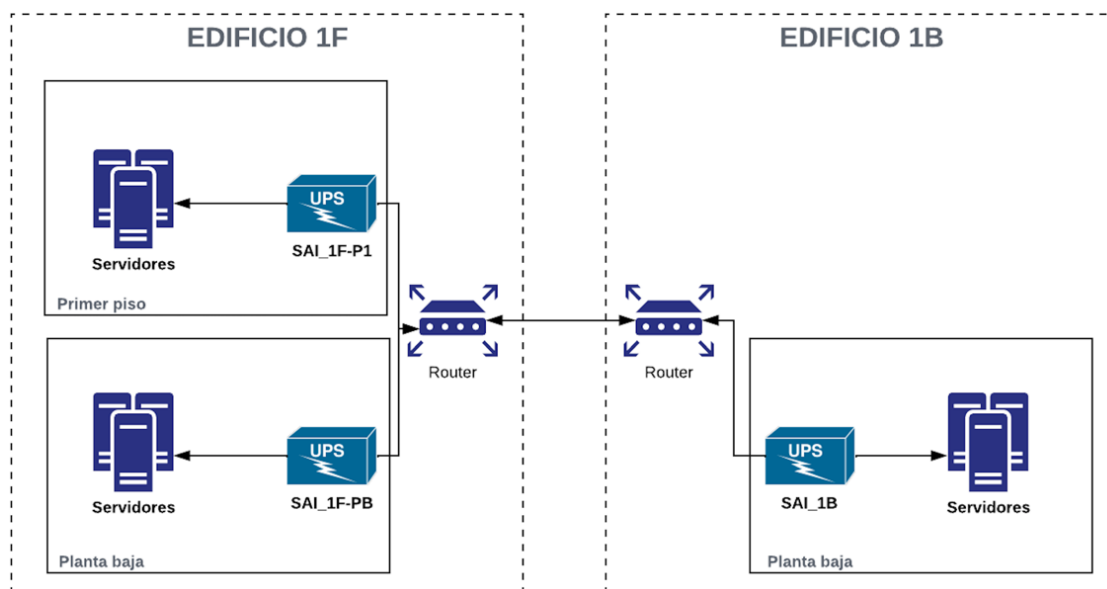 EDIFICIO 1F
UPS
SAI_1F-P1
Servidores
Primer piso
Router
UPS
SAI_1F-PB
Servidores
Planta baja
EDIFICIO 1B
Router
UPS
SAI_1B
Servidores
Planta baja